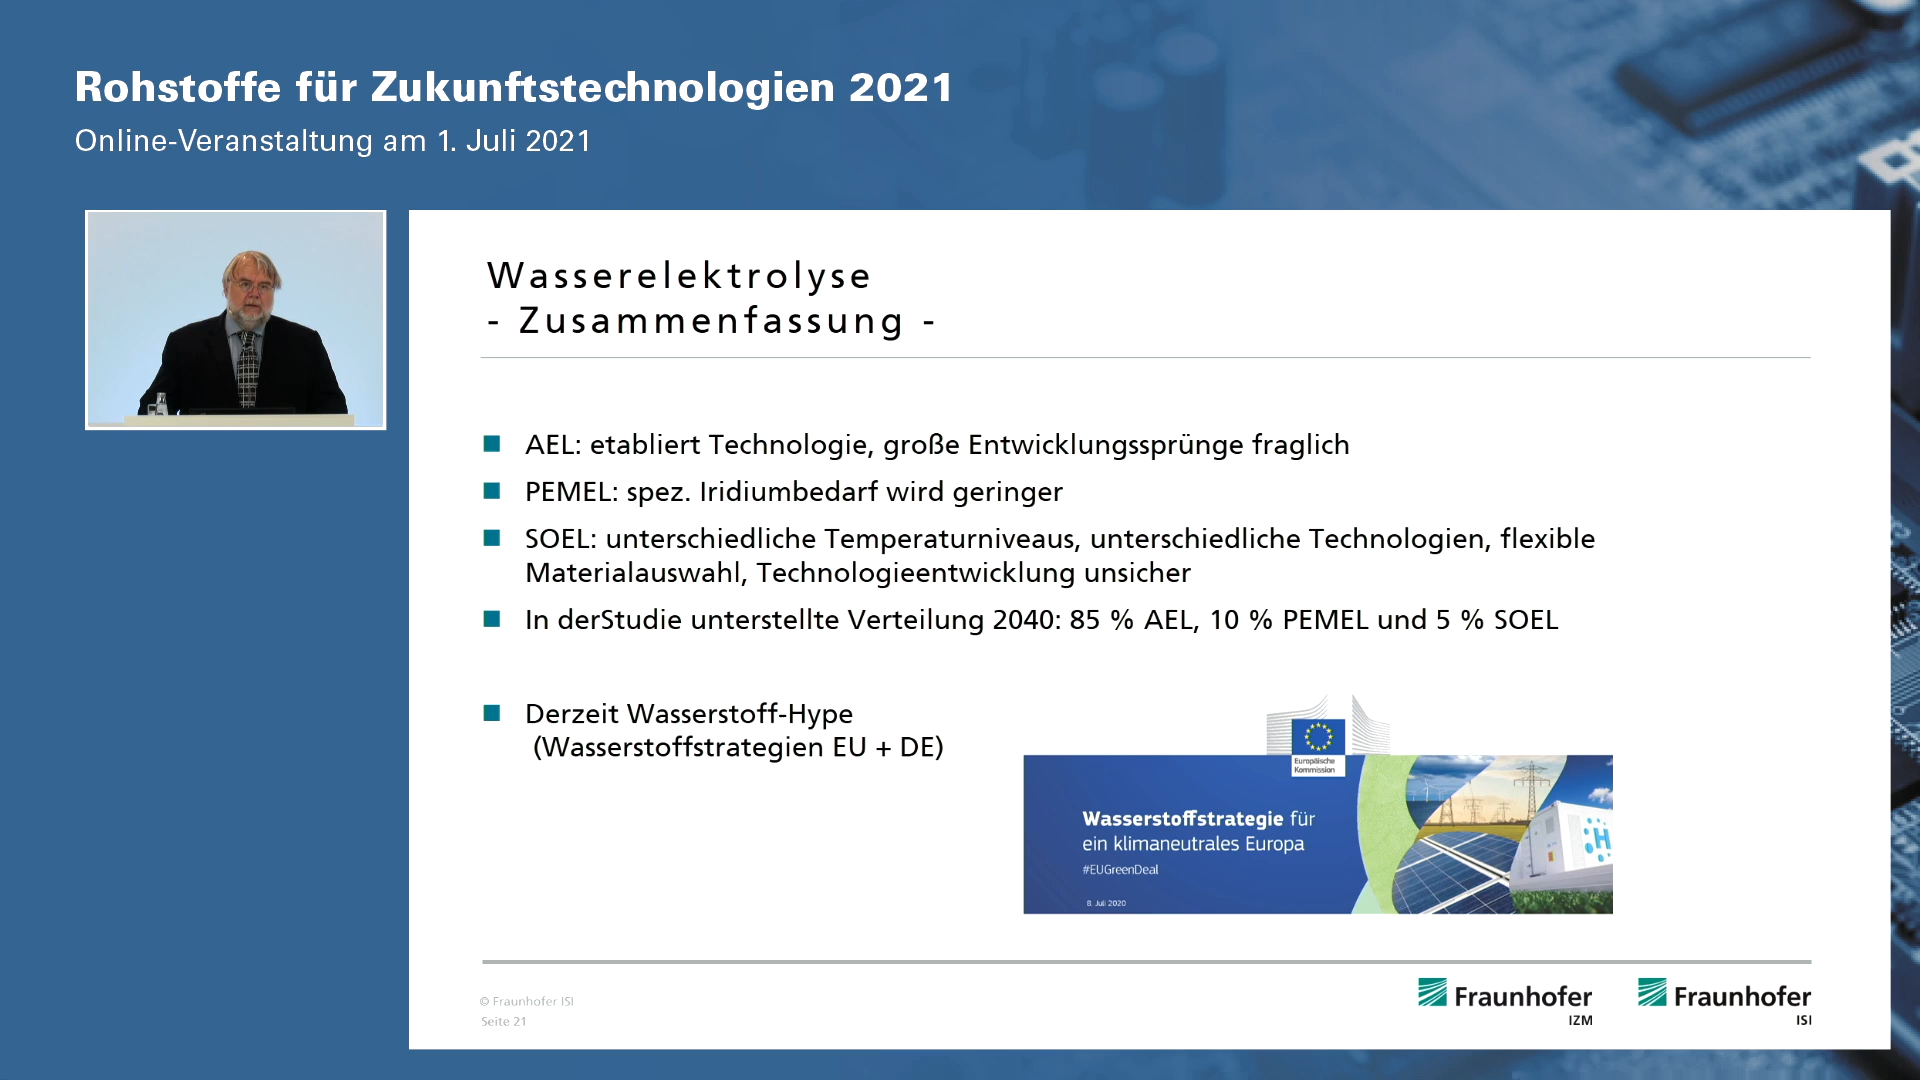 Rohstoffe für Zukunftstechnologien 2021
Online-Veranstaltung am 1. Juli 2021
Wasserelektrolyse
- Zusammenfassung -
AEL: etabliert Technologie, große Entwicklungssprünge fraglich
PEMEL: spez. Iridiumbedarf wird geringer
SOEL: unterschiedliche Temperaturniveaus, unterschiedliche Technologien, flexible
Materialauswahl, Technologieentwicklung unsicher
In derStudie unterstellte Verteilung 2040: 85 % AEL, 10 % PEMEL und 5 % SOEL
Derzeit Wasserstoff-Hype
(Wasserstoffstrategien EU + DE)
Europäische
Kommission
Wasserstoffstrategie für
ein klimaneutrales Europa
#EUGreenDeal
8. Juli 2020
H
© Fraunhofer ISI
Seite 21
Fraunhofer
IZM
Fraunhofer
ISI